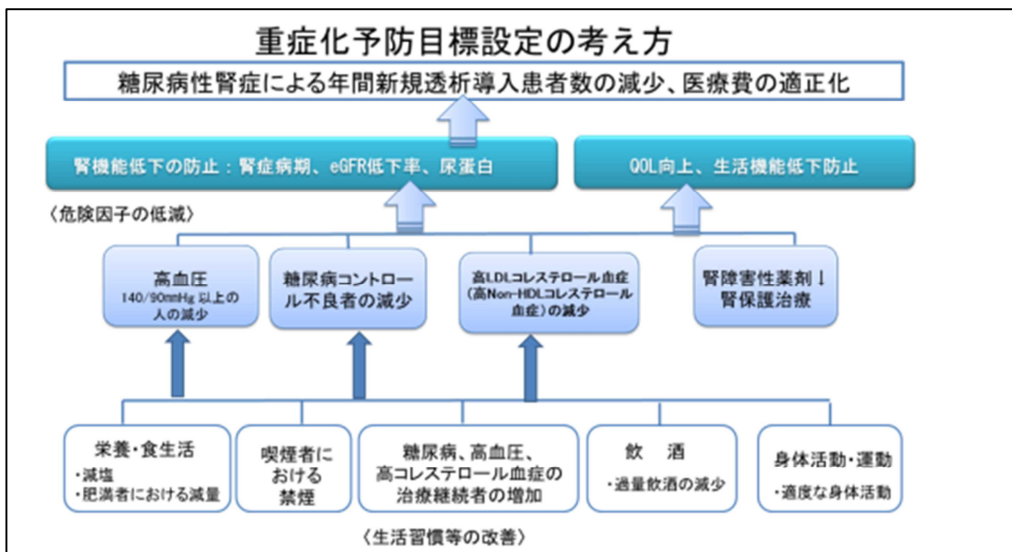 重症化予防目標設定の考え方
糖尿病性腎症による年間新規透析導入患者数の減少、医療費の適正化
腎機能低下の防止：腎症病期、eGFR低下率、尿蛋白
QOL向上、生活機能低下防止
〈危険因子の低減〉
高血圧
140/90mmHg 以上の
人の減少
糖尿病コントロー
ル不良者の減少
高LDLコレステロール血症
(高Non-HDLコレステロール
血症)の減少
腎障害性薬剤↓
腎保護治療
栄養・食生活
・減塩
・肥満者における減量
喫煙者に
おける
禁煙
糖尿病、高血圧、
高コレステロール血症の
治療継続者の増加
飲　酒
・過量飲酒の減少
身体活動・運動
・適度な身体活動
〈生活習慣等の改善〉